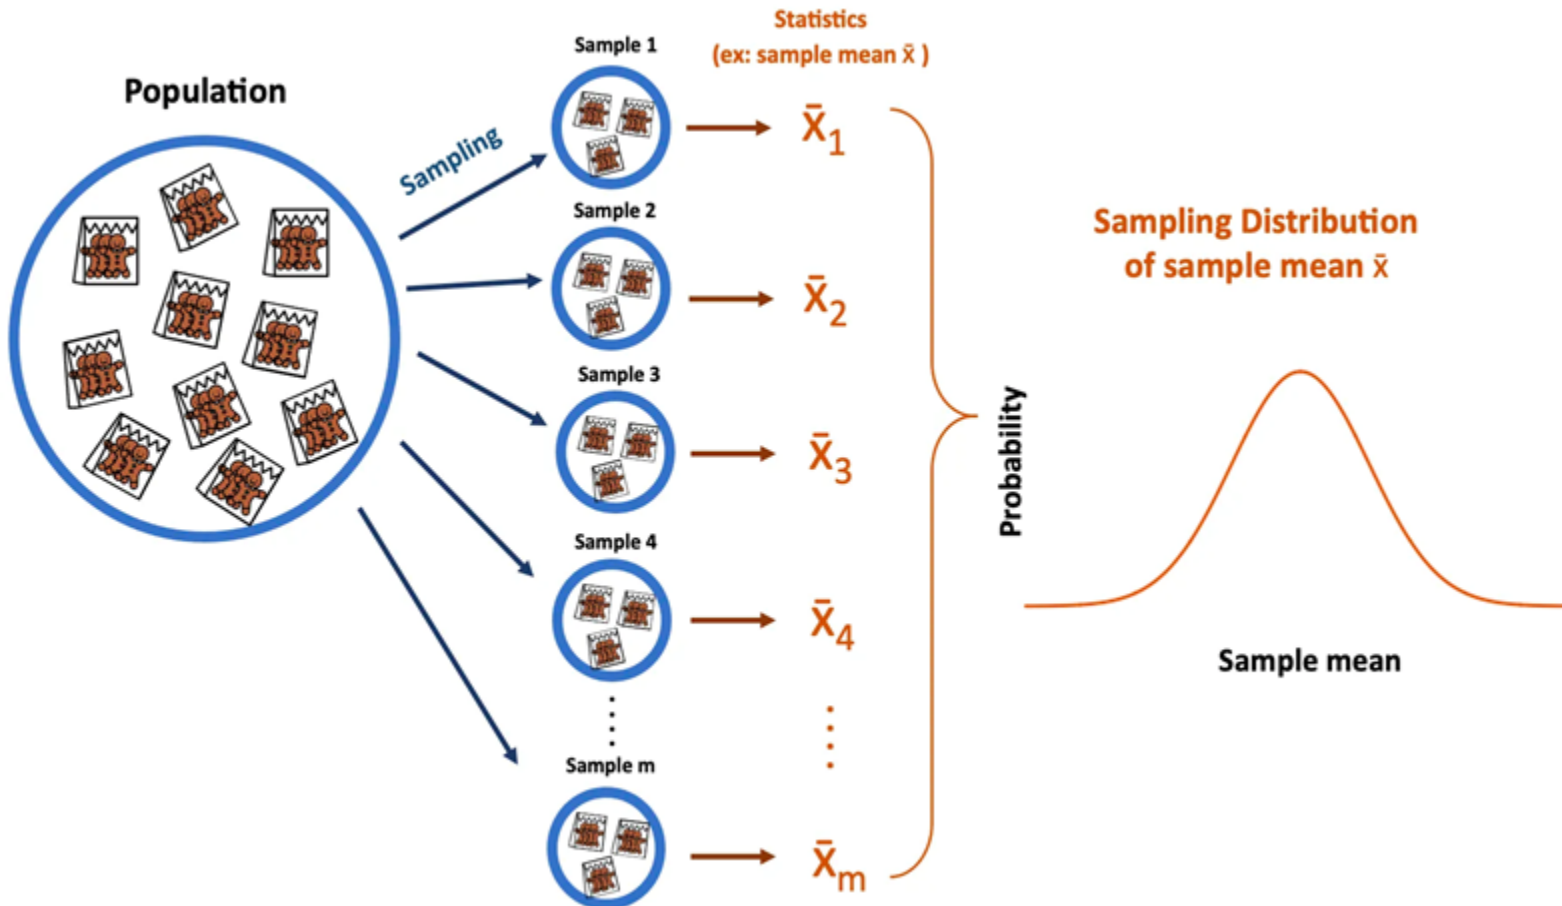 Population
Sampling
Sample 1
Sample 2
Sample 3
Sample 4
Sample m
Statistics
(ex: sample mean x̄ )
x̄1
x̄2
x̄3
x̄4
x̄m
Sampling Distribution
of sample mean x̄
Probability
Sample mean